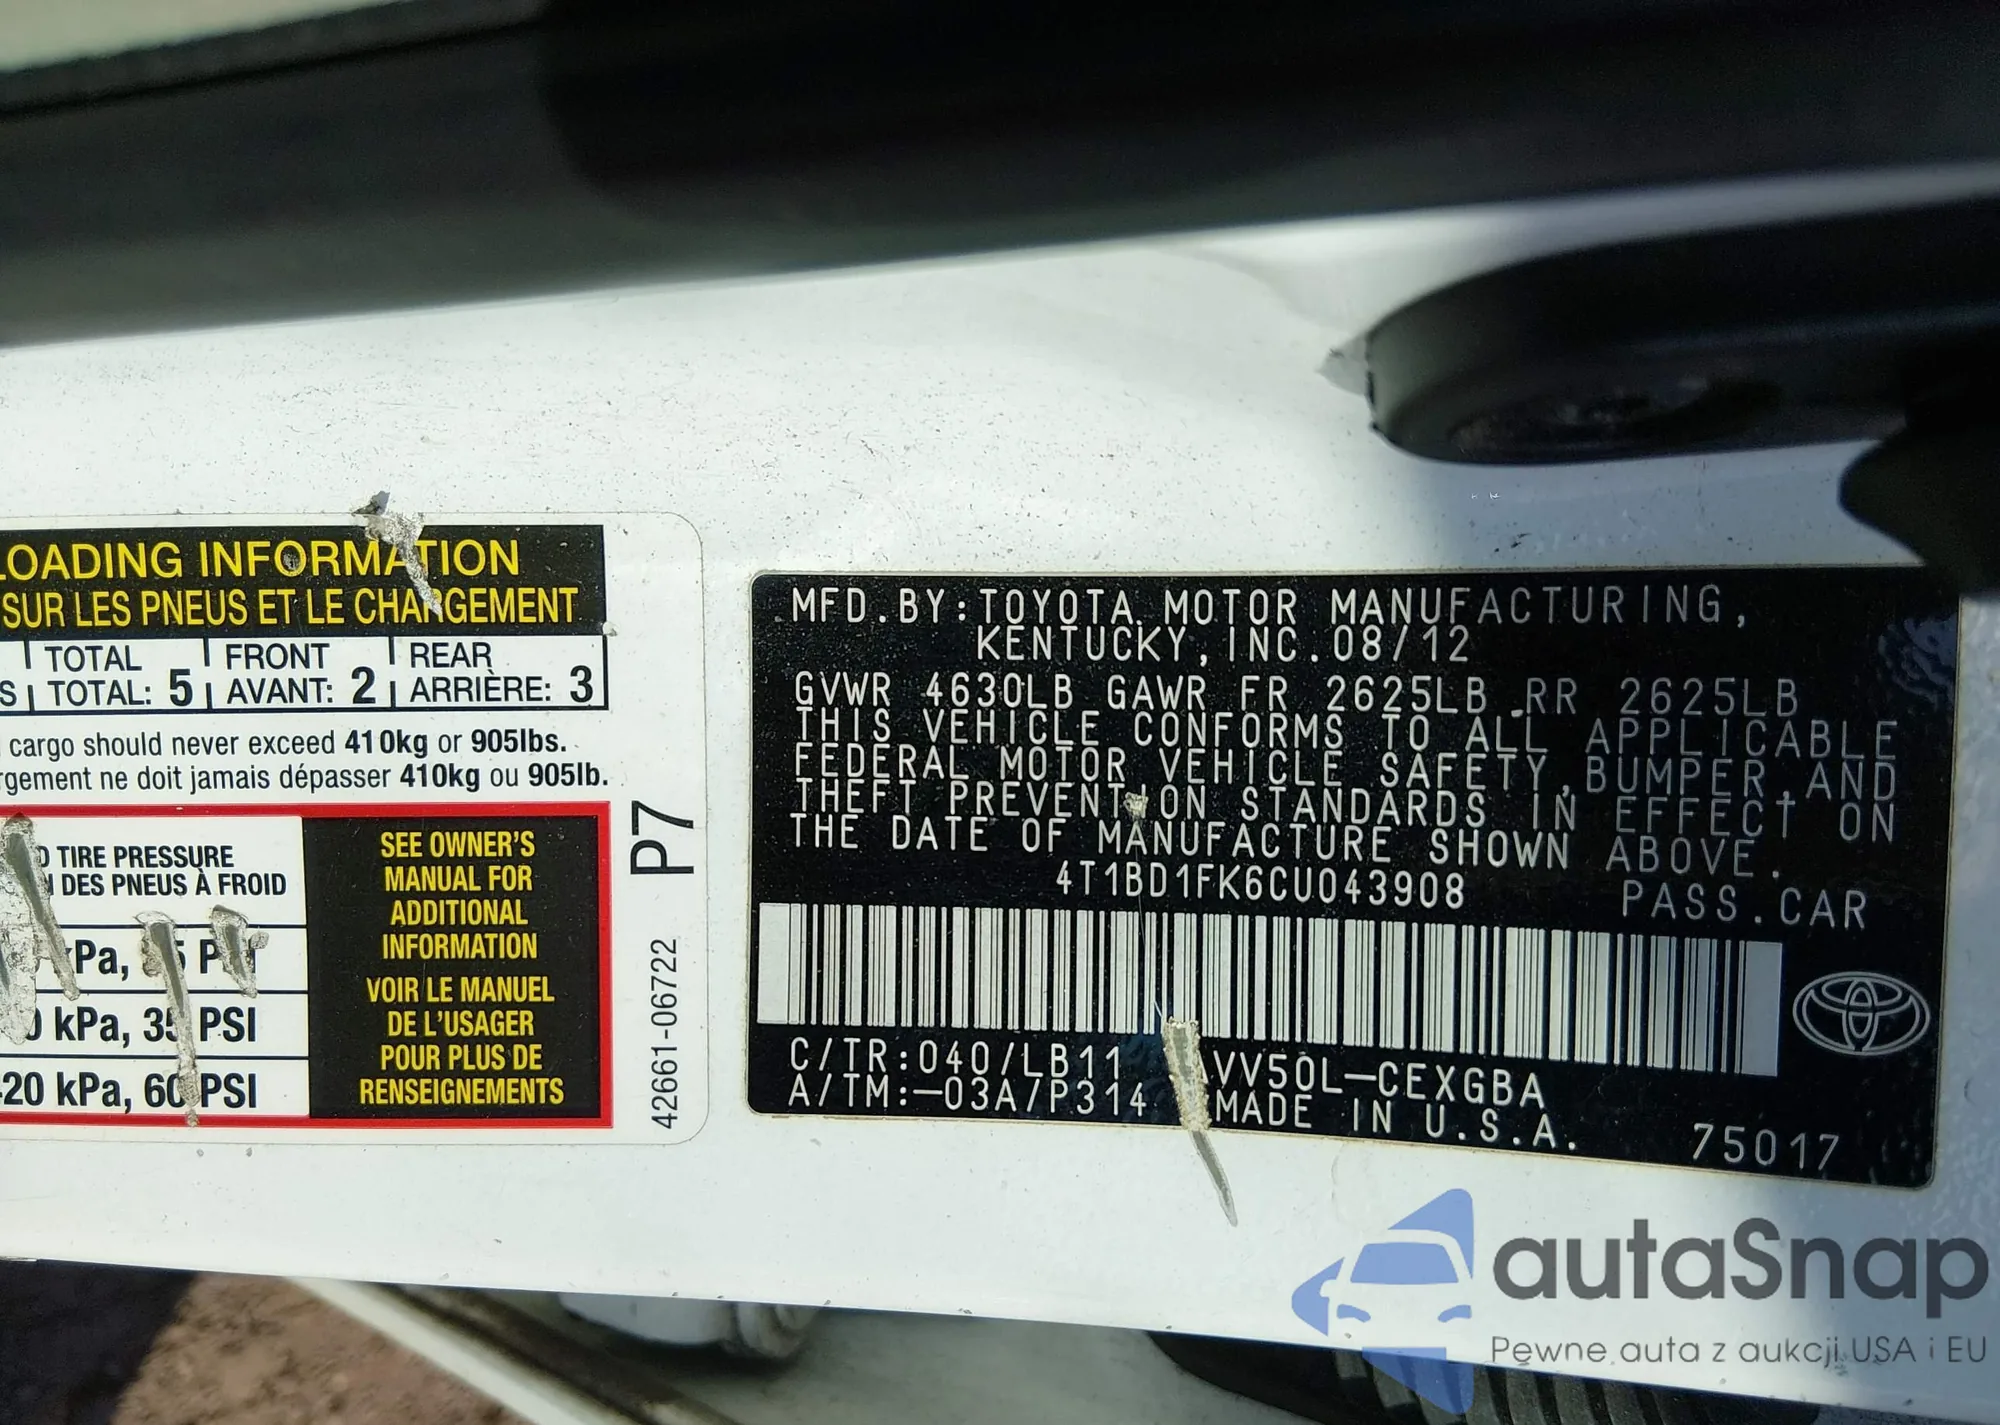 LOADING INFORMATION
SUR LES PNEUS ET LE CHARGEMENT
TOTAL FRONT REAR
TOTAL: 5 AVANT: 2 ARRIÈRE: 3
cargo should never exceed 410kg or 905lbs.
ne doit jamais dépasser 410kg ou 905lb.
TIRE PRESSURE
DES PNEUS À FROID
kPa,
kPa, 35 PSI
kPa, 60 PSI
SEE OWNER'S
MANUAL FOR
ADDITIONAL
INFORMATION
VOIR LE MANUEL
DE L'USAGER
POUR PLUS DE
RENSEIGNEMENTS
P7
42661-06722
MFD.BY:TOYOTA MOTOR MANUFACTURING,
KENTUCKY,INC.08/12
GVWR 4630LB GAWR FR 2625LB RR 2625LB
THIS VEHICLE CONFORMS TO ALL APPLICABLE
FEDERAL MOTOR VEHICLE SAFETY,BUMPER,AND
THEFT PREVENTION STANDARDS IN EFFECT ON
THE DATE OF MANUFACTURE SHOWN ABOVE.
4T1BD1FK6CU043908 PASS.CAR
C/TR:040/LB11 AVV50L-CEXGBA
A/TM:-03A/P314 MADE IN U.S.A.
75017
autaSnap
Pewne auta z aukcji USA i EU